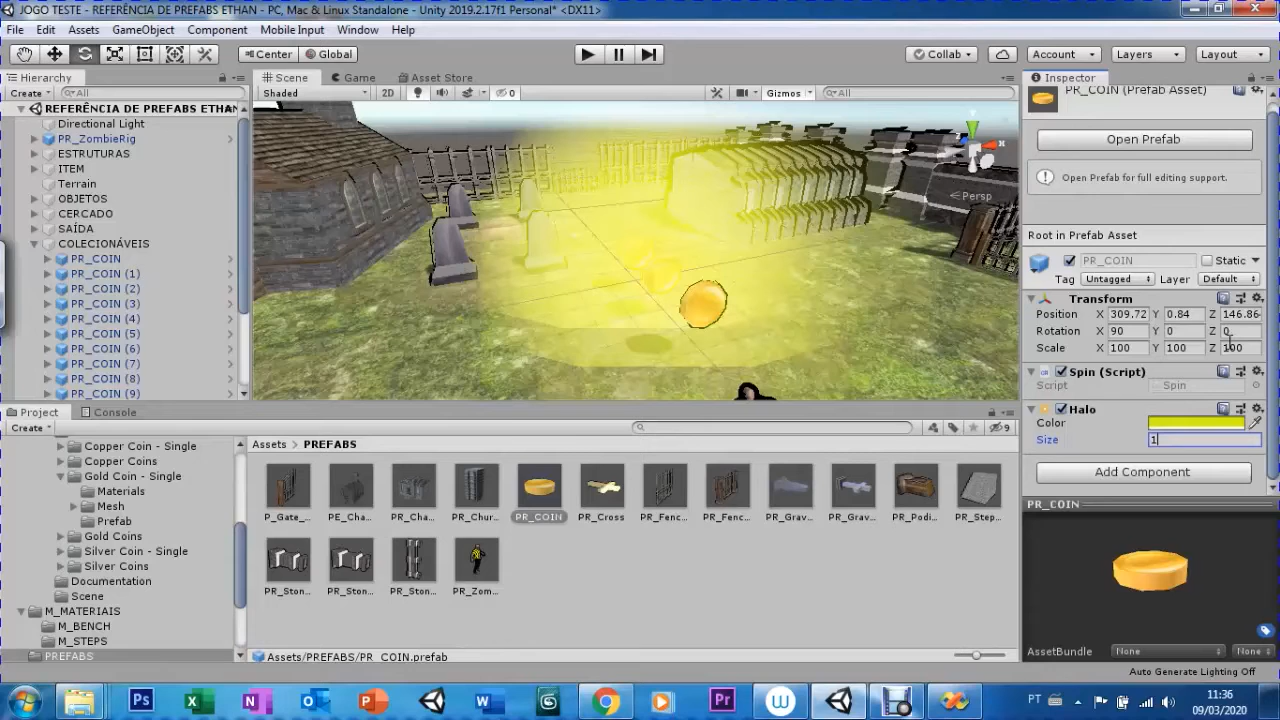 JOGO TESTE - REFERÊNCIA DE PREFABS ETHAN - PC, Mac & Linux Standalone - Unity 2019.2.17f1 Personal* <DX11>
File Edit Assets GameObject Component Mobile Input Window Help
Center Global Collab Account Layers Layout
Hierarchy Scene Game Asset Store Inspector
Create All Shaded 2D 0 Gizmos All
REFERÊNCIA DE PREFABS ETHAN
Directional Light
PR_ZombieRig
ESTRUTURAS
ITEM
Terrain
OBJETOS
CERCADO
SAÍDA
COLECIONÁVEIS
PR_COIN
PR_COIN (1)
PR_COIN (2)
PR_COIN (3)
PR_COIN (4)
PR_COIN (5)
PR_COIN (6)
PR_COIN (7)
PR_COIN (8)
PR_COIN (9)
Z X
Persp
PR_COIN (Prefab Asset)
Open Prefab
Open Prefab for full editing support.
Root in Prefab Asset
PR_COIN Static
Tag Untagged Layer Default
Transform
Position X 309.72 Y 0.84 Z 146.86
Rotation X 90 Y 0 Z 0
Scale X 100 Y 100 Z 100
Spin (Script)
Script Spin
Halo
Color
Size 1
Add Component
Project Console
Create 9
Copper Coin - Single
Copper Coins
Gold Coin - Single
Materials
Mesh
Prefab
Gold Coins
Silver Coin - Single
Silver Coins
Documentation
Scene
M_MATERIAIS
M_BENCH
M_STEPS
PREFABS
Assets PREFABS
P_Gate_... PE_Cha... PR_Cha... PR_Chur... PR_COIN PR_Cross PR_Fenc... PR_Fenc... PR_Grav... PR_Grav... PR_Podi... PR_Step...
PR_Ston... PR_Ston... PR_Ston... PR_Zom...
Assets/PREFABS/PR_COIN.prefab
PR_COIN
AssetBundle None None
Auto Generate Lighting Off
Ps X N O P W W Pr
PT 11:36
09/03/2020